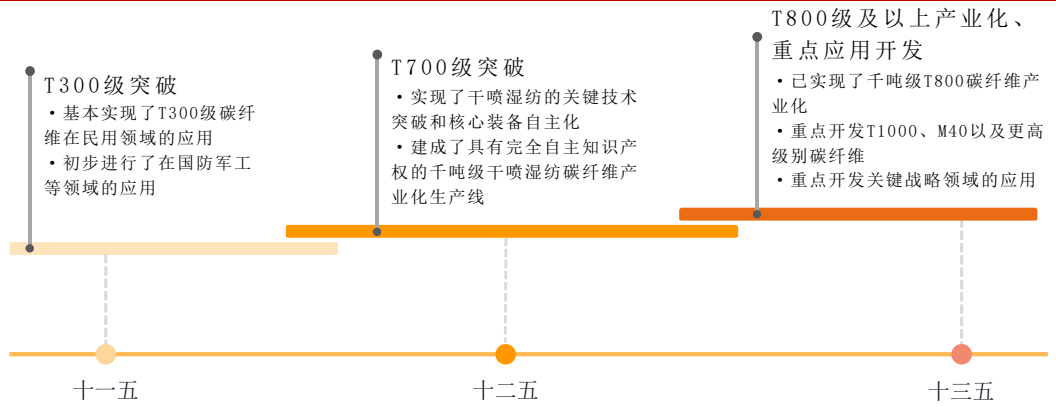 T300级突破
•基本实现了T300级碳纤
维在民用领域的应用
•初步进行了在国防军工
等领域的应用
T700级突破
•实现了干喷湿纺的关键技术
突破和核心装备自主化
•建成了具有完全自主知识产
权的千吨级干喷湿纺碳纤维产
业化生产线
T800级及以上产业化、
重点应用开发
•已实现了千吨级T800碳纤维产
业化
•重点开发T1000、M40以及更高
级别碳纤维
•重点开发关键战略领域的应用
十一五
十二五
十三五